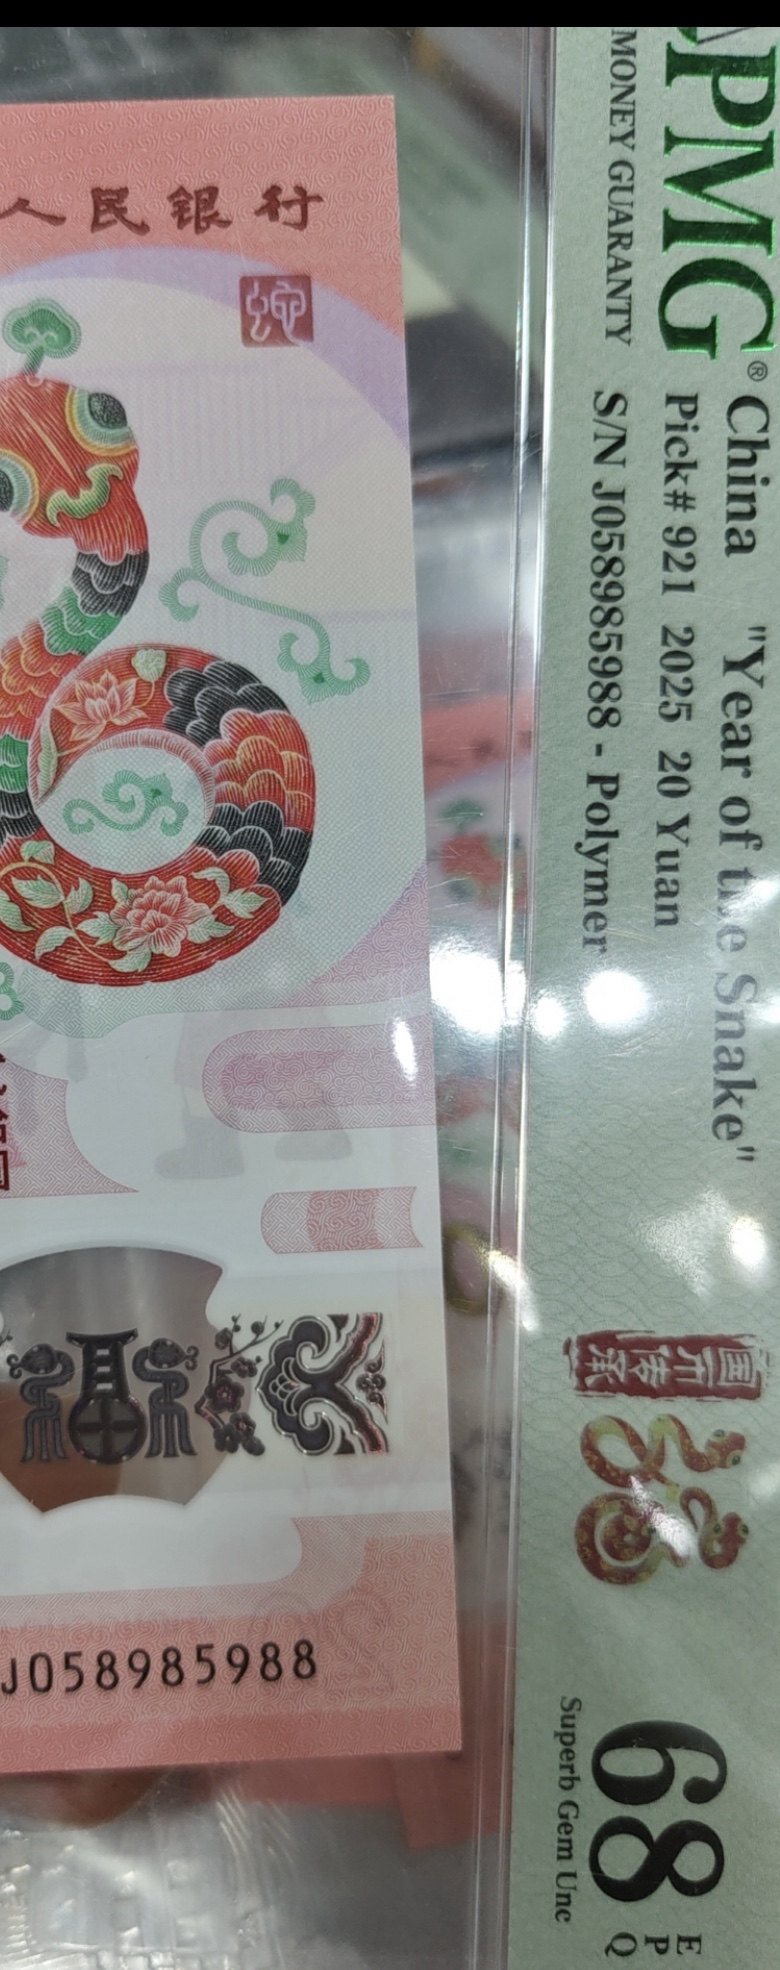 人民银行
蛇
J058985988
PMG
MONEY GUARANTY
®
China "Year of the Snake"
Pick# 921 2025 20 Yuan
S/N J058985988 - Polymer
国币传承
68 EPQ
Superb Gem Unc